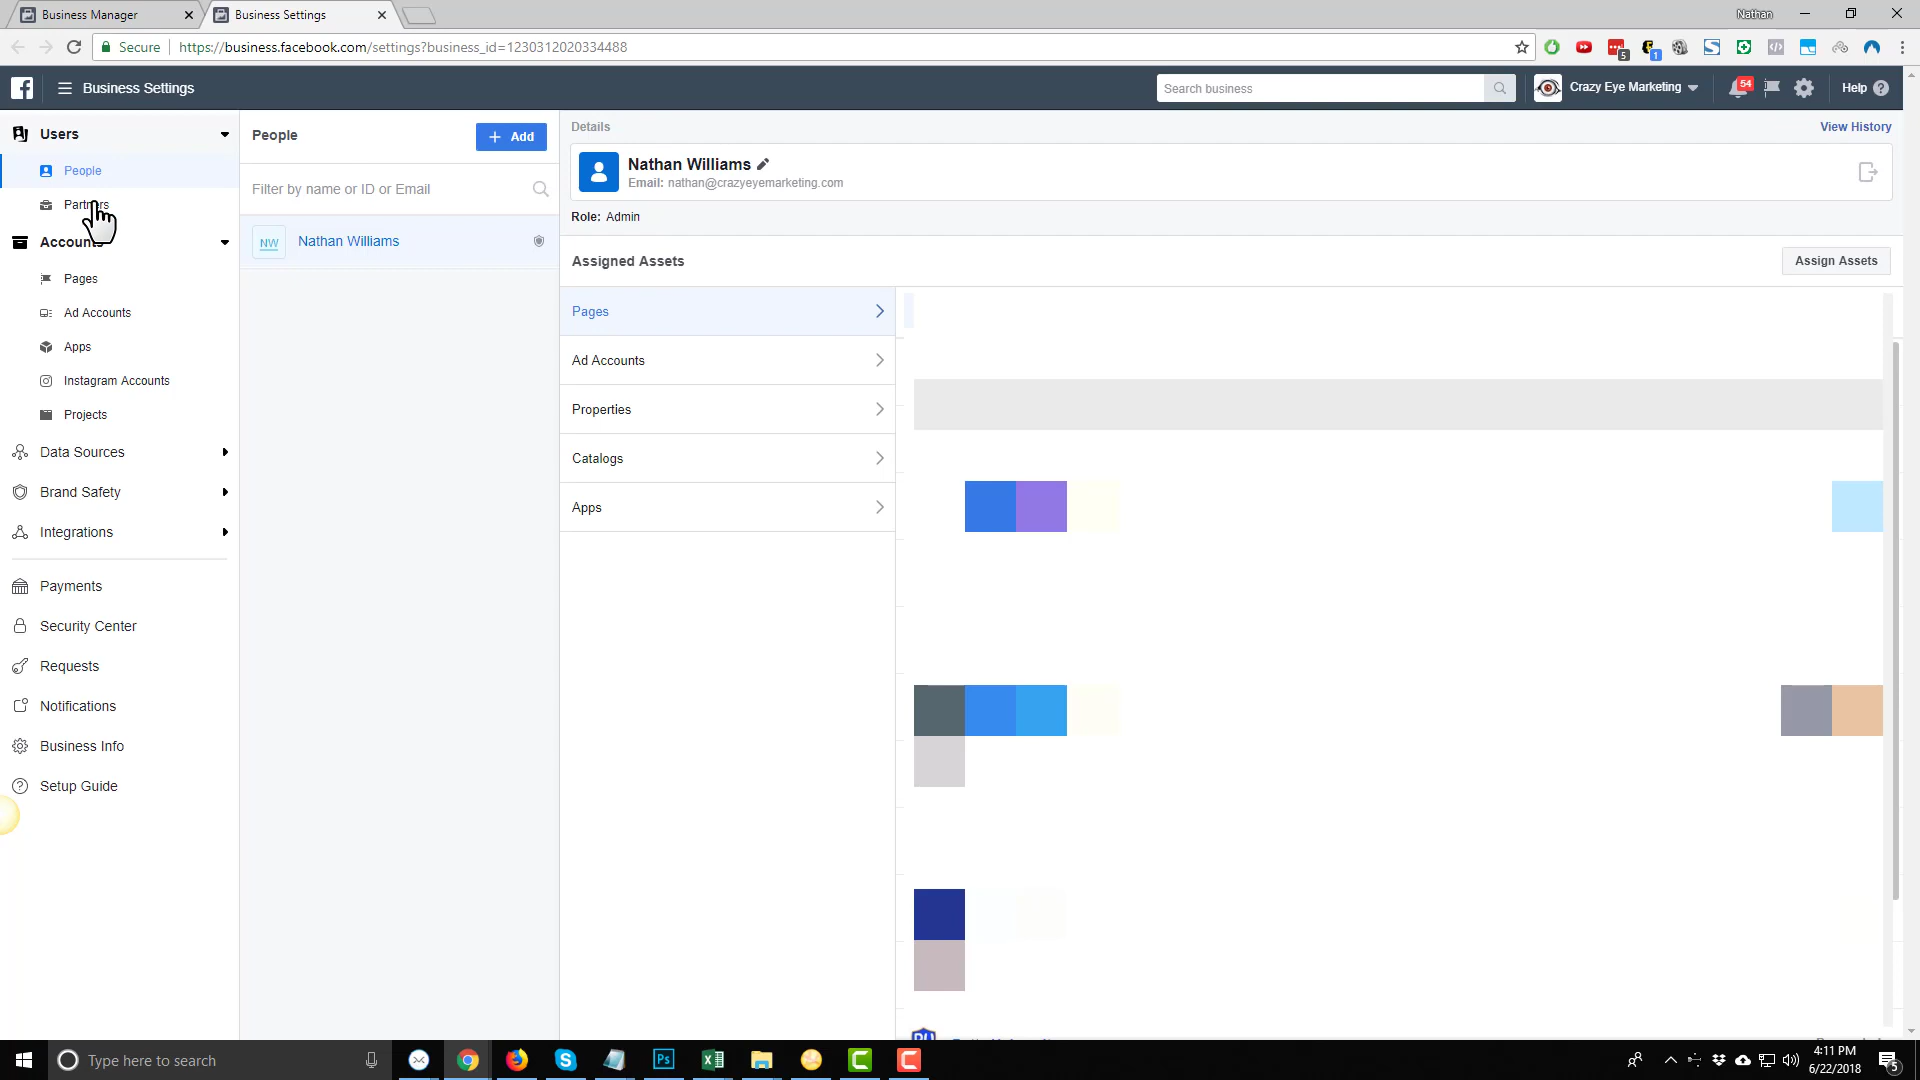 Business Manager
Business Settings
Nathan
Secure
https://business.facebook.com/settings?business_id=1230312020334488
5
1
Business Settings
Search business
Crazy Eye Marketing
54
Help
Users
People
Partners
Accounts
Pages
Ad Accounts
Apps
Instagram Accounts
Projects
Data Sources
Brand Safety
Integrations
Payments
Security Center
Requests
Notifications
Business Info
Setup Guide
People
+ Add
Filter by name or ID or Email
NW
Nathan Williams
Details
View History
Nathan Williams
Email: nathan@crazyeyemarketing.com
Role: Admin
Assigned Assets
Assign Assets
Pages
Ad Accounts
Properties
Catalogs
Apps
Type here to search
Ps
4:11 PM
6/22/2018
5